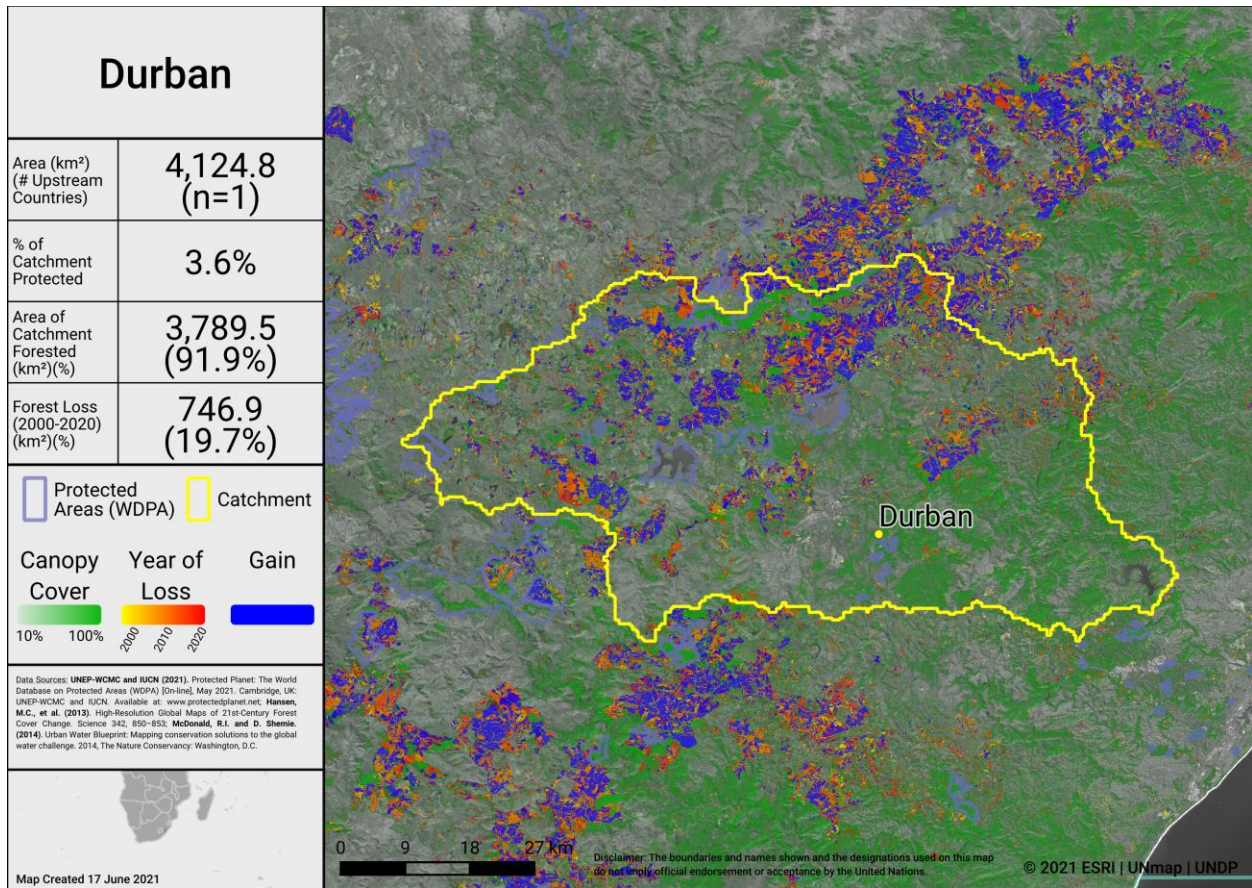 Durban
Area (km²)
(# Upstream
Countries)
4,124.8
(n=1)
% of
Catchment
Protected
3.6%
Area of
Catchment
Forested
(km²)(%)
3,789.5
(91.9%)
Forest Loss
(2000-2020)
(km²)(%)
746.9
(19.7%)
Protected
Areas (WDPA)
Catchment
Canopy
Cover
10% 100%
Year of
Loss
2000 2010 2020
Gain
Data Sources: UNEP-WCMC and IUCN (2021). Protected Planet: The World
Database on Protected Areas (WDPA) [On-line], May 2021. Cambridge, UK:
UNEP-WCMC and IUCN. Available at: www.protectedplanet.net; Hansen,
M.C., et al. (2013). High-Resolution Global Maps of 21st-Century Forest
Cover Change. Science 342, 850–853; McDonald, R.I. and D. Shemie.
(2014). Urban Water Blueprint: Mapping conservation solutions to the global
water challenge. 2014, The Nature Conservancy: Washington, D.C.
Map Created 17 June 2021
Durban
0 9 18 27 km
Disclaimer: The boundaries and names shown and the designations used on this map
do not imply official endorsement or acceptance by the United Nations.
© 2021 ESRI | UNmap | UNDP